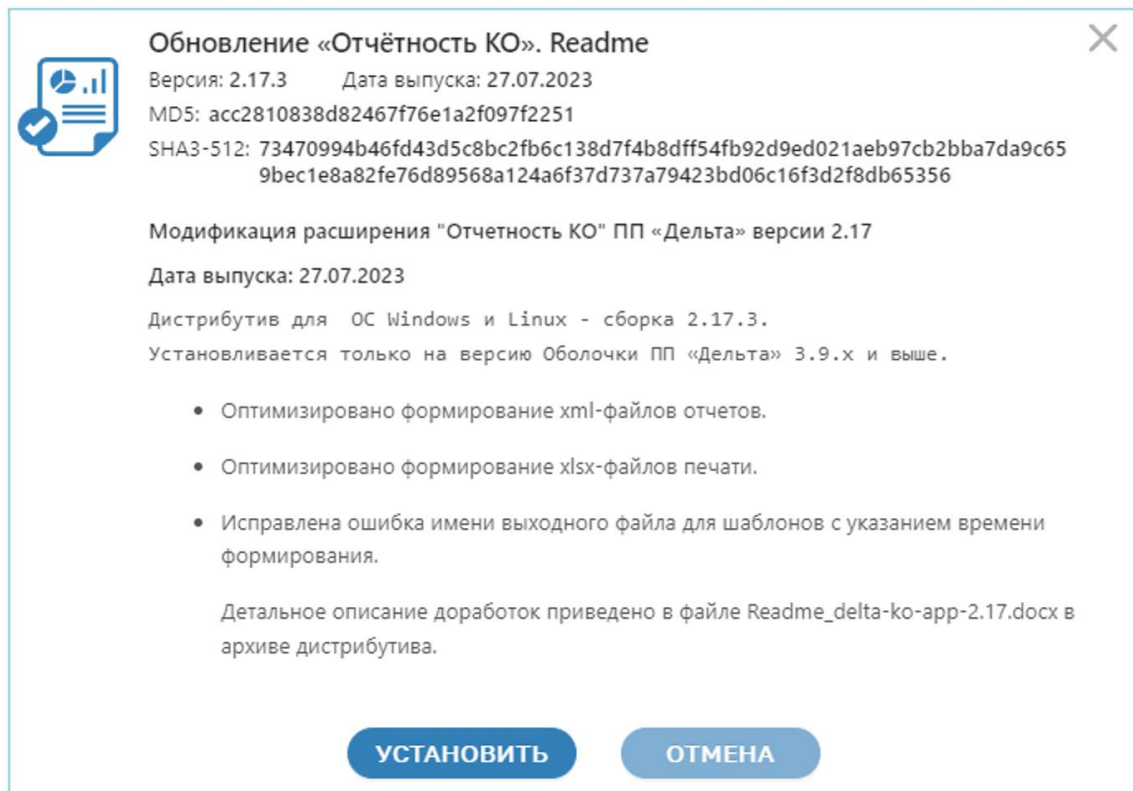 Обновление «Отчётность КО». Readme
Версия: 2.17.3 Дата выпуска: 27.07.2023
MD5: acc2810838d82467f76e1a2f097f2251
SHA3-512: 73470994b46fd43d5c8bc2fb6c138d7f4b8dff54fb92d9ed021aeb97cb2bba7da9c65
9bec1e8a82fe76d89568a124a6f37d737a79423bd06c16f3d2f8db65356
Модификация расширения "Отчетность КО" ПП «Дельта» версии 2.17
Дата выпуска: 27.07.2023
Дистрибутив для ОС Windows и Linux - сборка 2.17.3.
Установливается только на версию Оболочки ПП «Дельта» 3.9.x и выше.
• Оптимизировано формирование xml-файлов отчетов.
• Оптимизировано формирование xlsx-файлов печати.
• Исправлена ошибка имени выходного файла для шаблонов с указанием времени
формирования.
Детальное описание доработок приведено в файле Readme_delta-ko-app-2.17.docx в
архиве дистрибутива.
УСТАНОВИТЬ ОТМЕНА